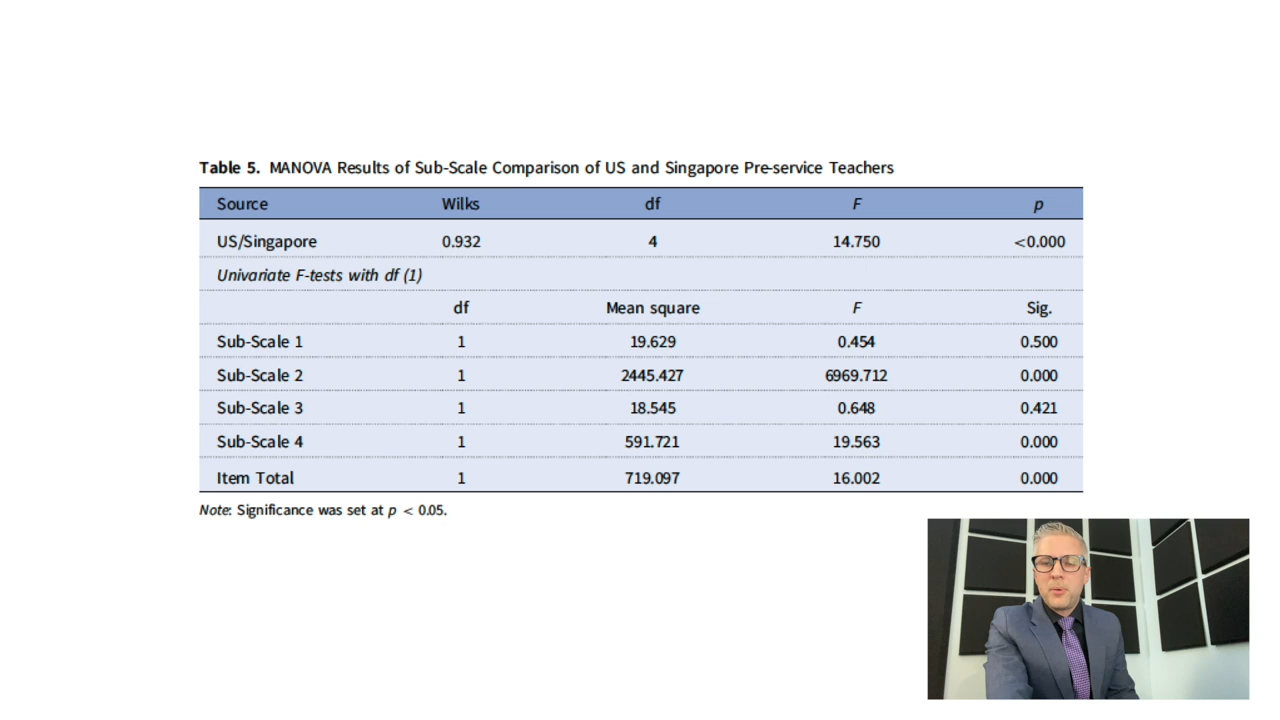 Table 5. MANOVA Results of Sub-Scale Comparison of US and Singapore Pre-service Teachers
Source Wilks df F p
US/Singapore 0.932 4 14.750 <0.000
Univariate F-tests with df (1)
df Mean square F Sig.
Sub-Scale 1 1 19.629 0.454 0.500
Sub-Scale 2 1 2445.427 6969.712 0.000
Sub-Scale 3 1 18.545 0.648 0.421
Sub-Scale 4 1 591.721 19.563 0.000
Item Total 1 719.097 16.002 0.000
Note: Significance was set at p < 0.05.